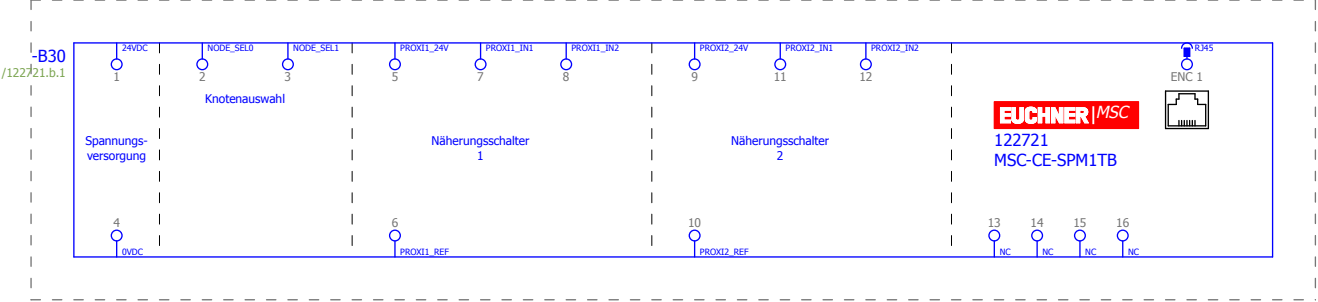 -B30
/122721.b.1
24VDC
NODE_SEL0
NODE_SEL1
PROXI1_24V
PROXI1_IN1
PROXI1_IN2
PROXI2_24V
PROXI2_IN1
PROXI2_IN2
RJ45
1
2
3
5
7
8
9
11
12
ENC 1
Knotenauswahl
EUCHNER|MSC
Spannungs-
versorgung
Näherungsschalter
1
Näherungsschalter
2
122721
MSC-CE-SPM1TB
4
6
10
13
14
15
16
0VDC
PROXI1_REF
PROXI2_REF
NC
NC
NC
NC